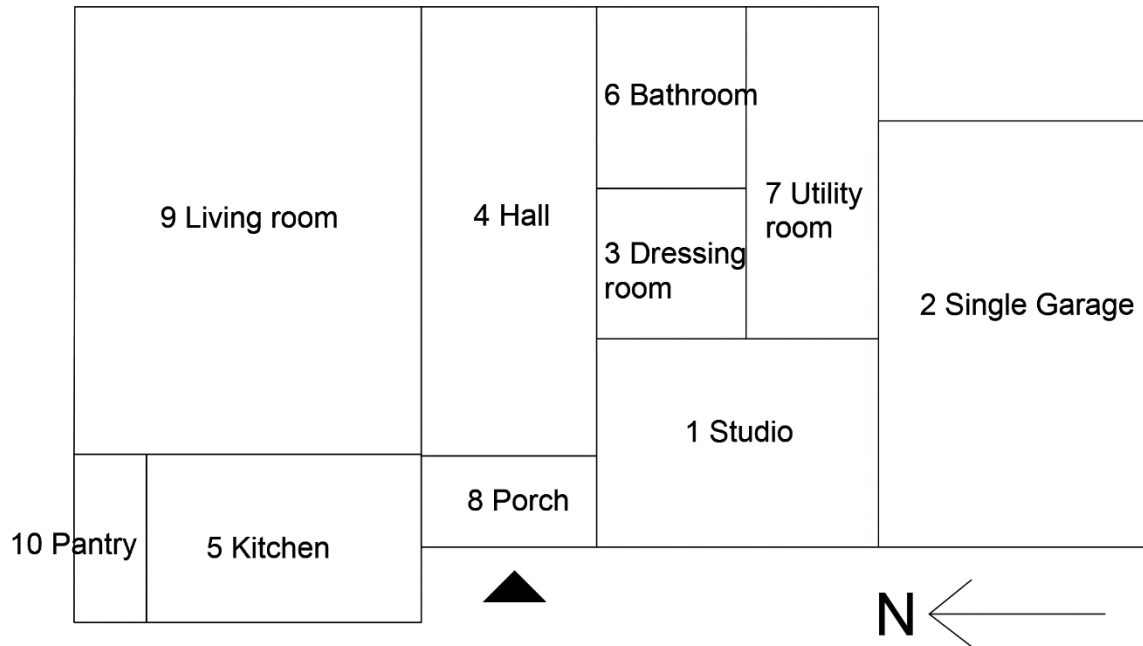 6 Bathroom
9 Living room
4 Hall
7 Utility
room
3 Dressing
room
2 Single Garage
1 Studio
8 Porch
10 Pantry
5 Kitchen
N